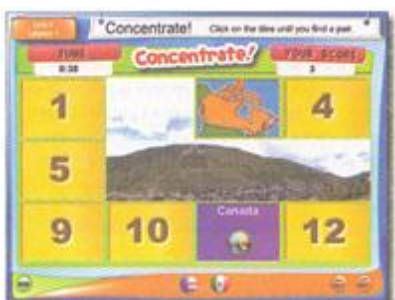 Concentrate! Click on the tiles until you find a pair.
Concentrate!
TIME
YOUR SCORE
0:38
3
1
4
5
9
10
Canada
12